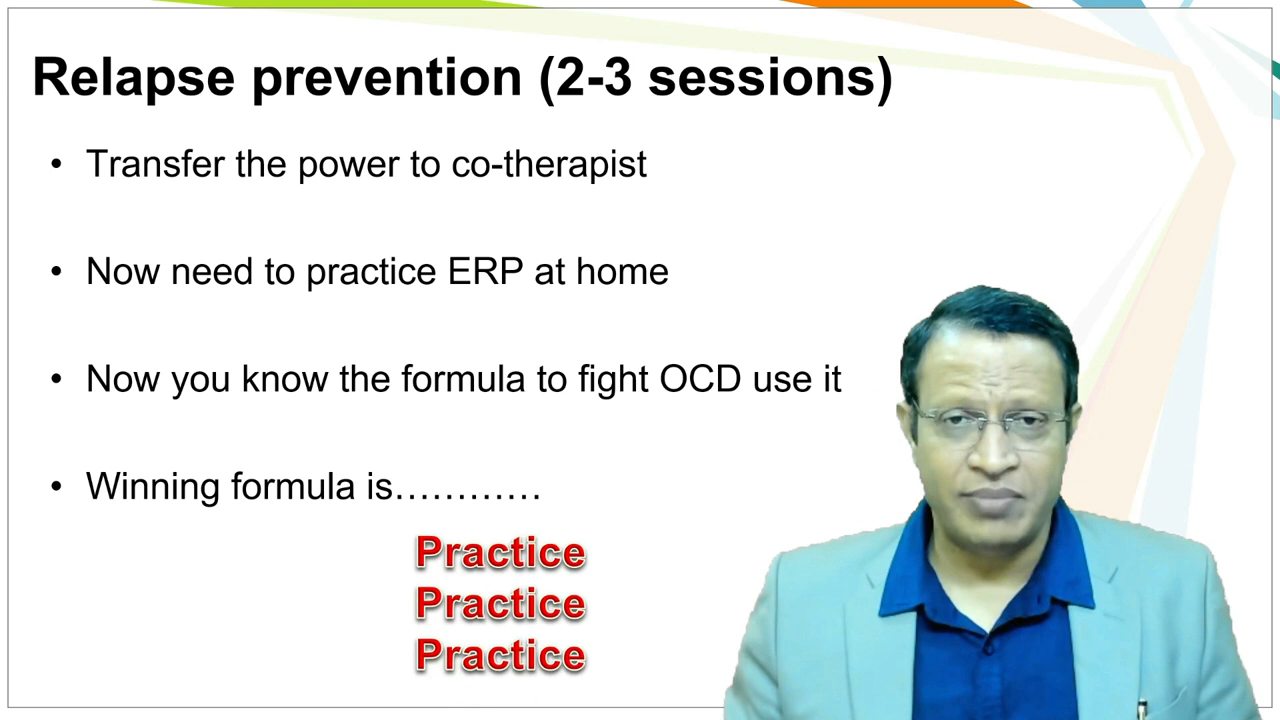 Relapse prevention (2-3 sessions)
• Transfer the power to co-therapist
• Now need to practice ERP at home
• Now you know the formula to fight OCD use it
• Winning formula is…………
Practice
Practice
Practice